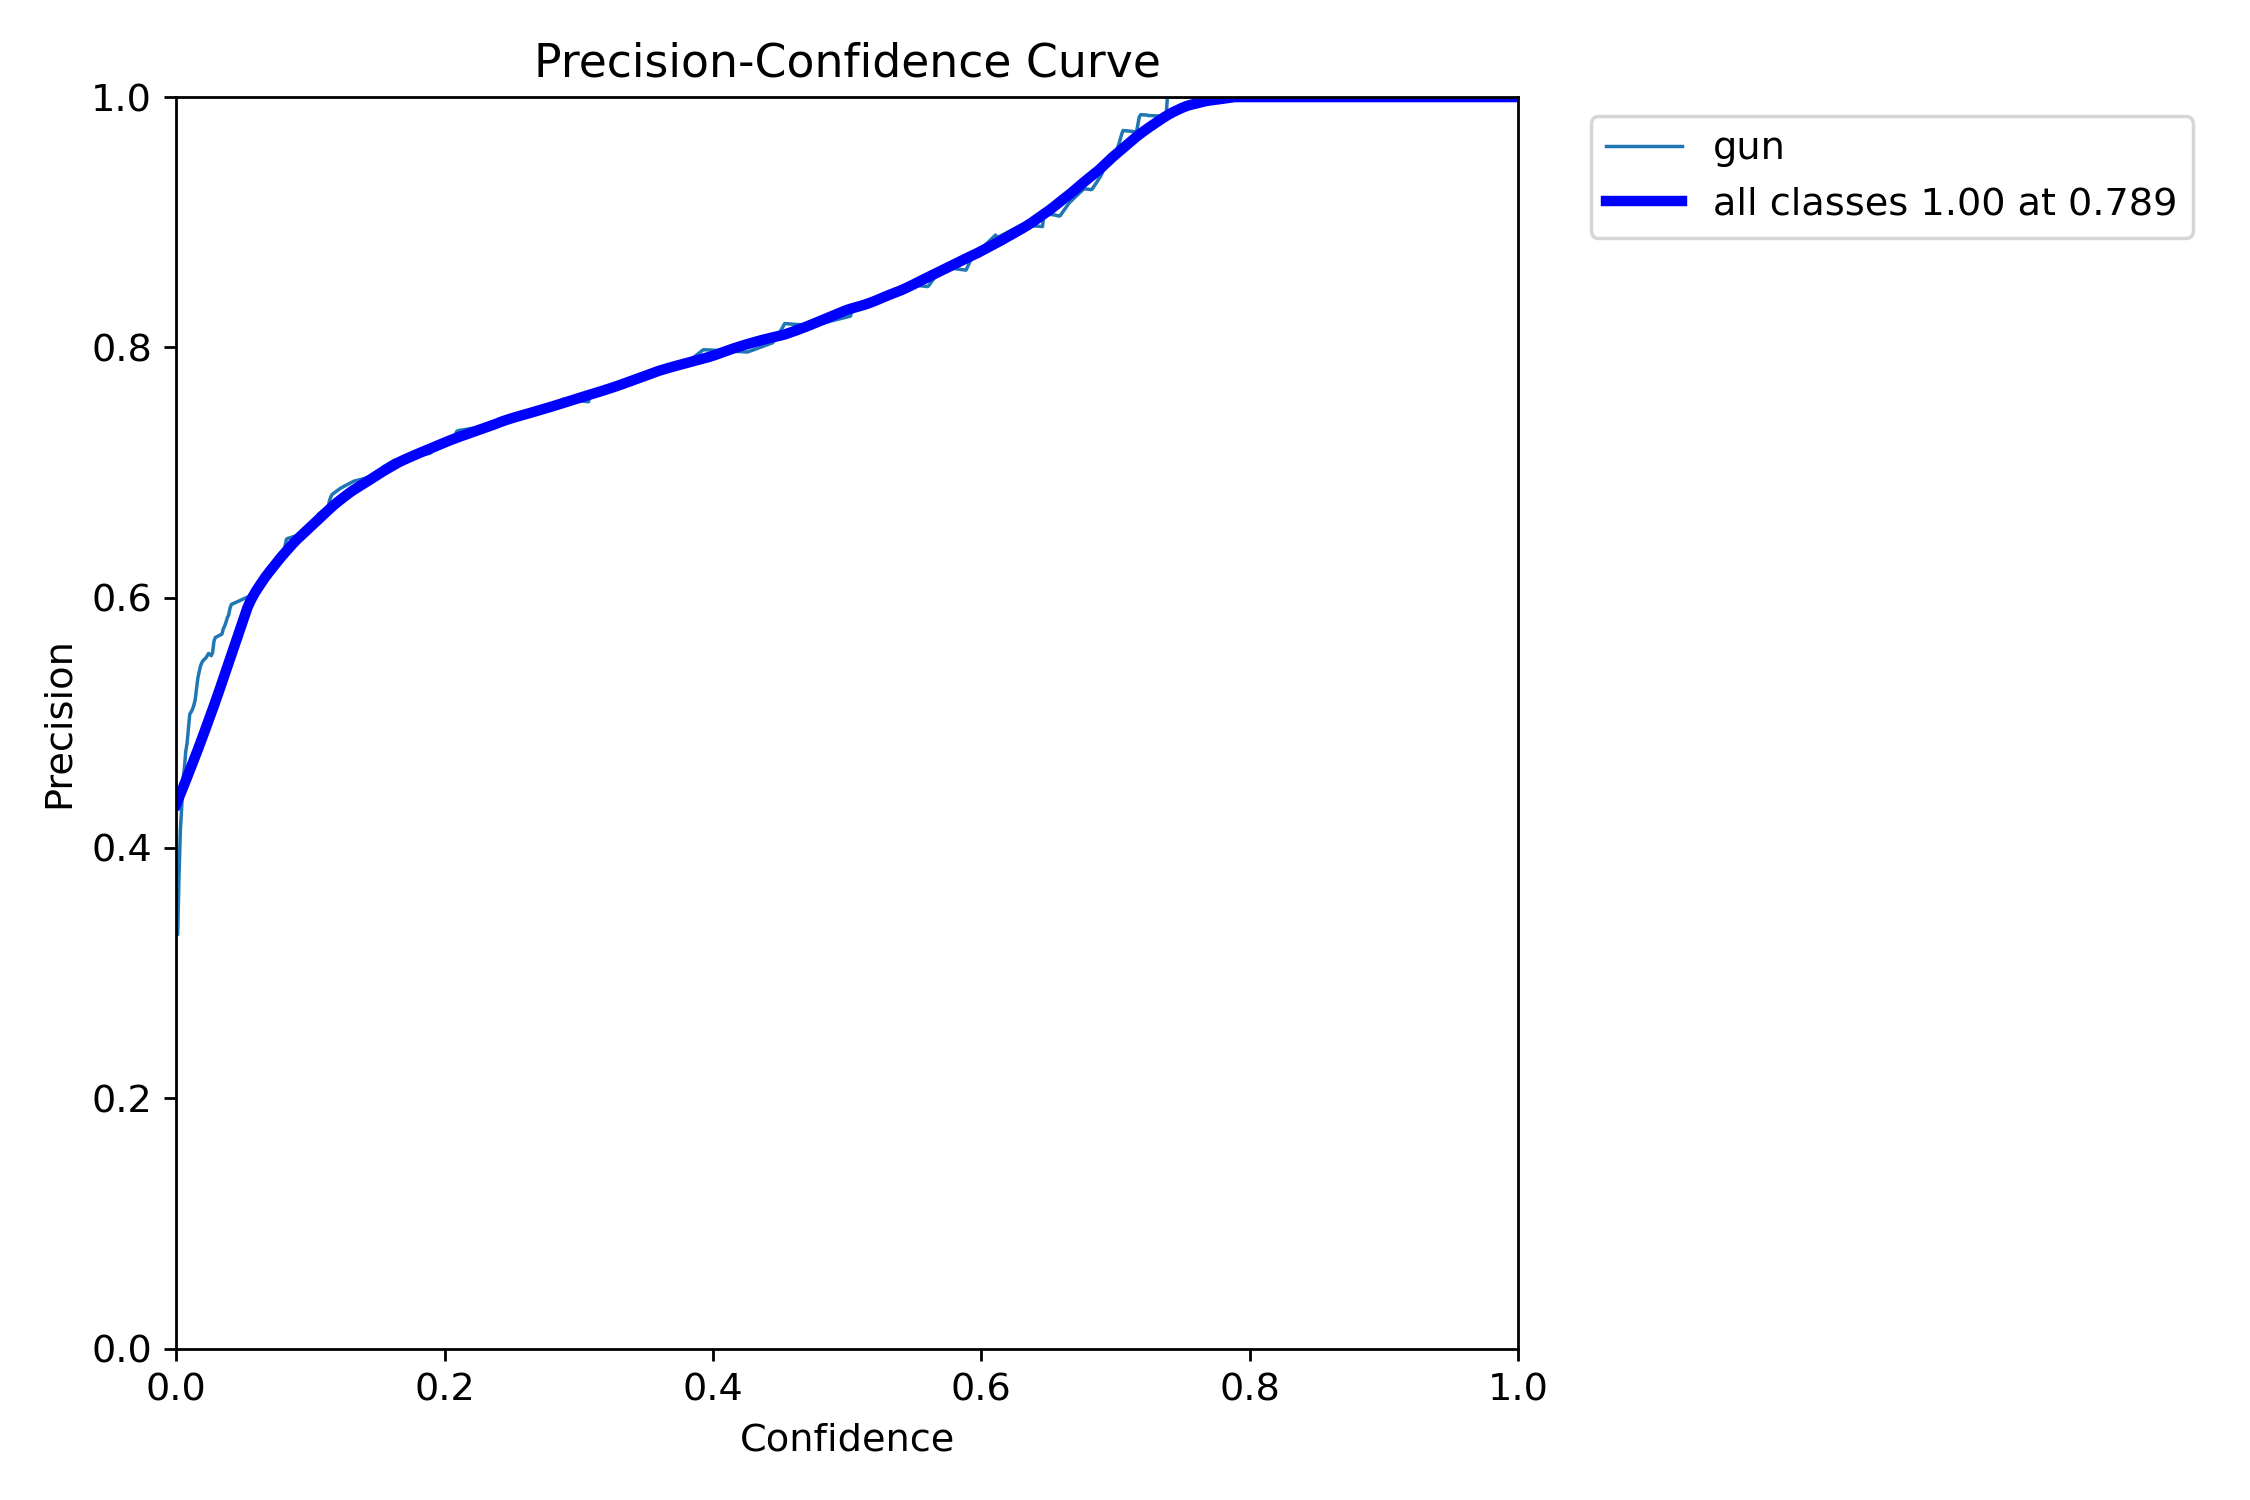 Precision-Confidence Curve
1.0
0.8
0.6
0.4
0.2
0.0
Precision
0.0 0.2 0.4 0.6 0.8 1.0
Confidence
gun
all classes 1.00 at 0.789